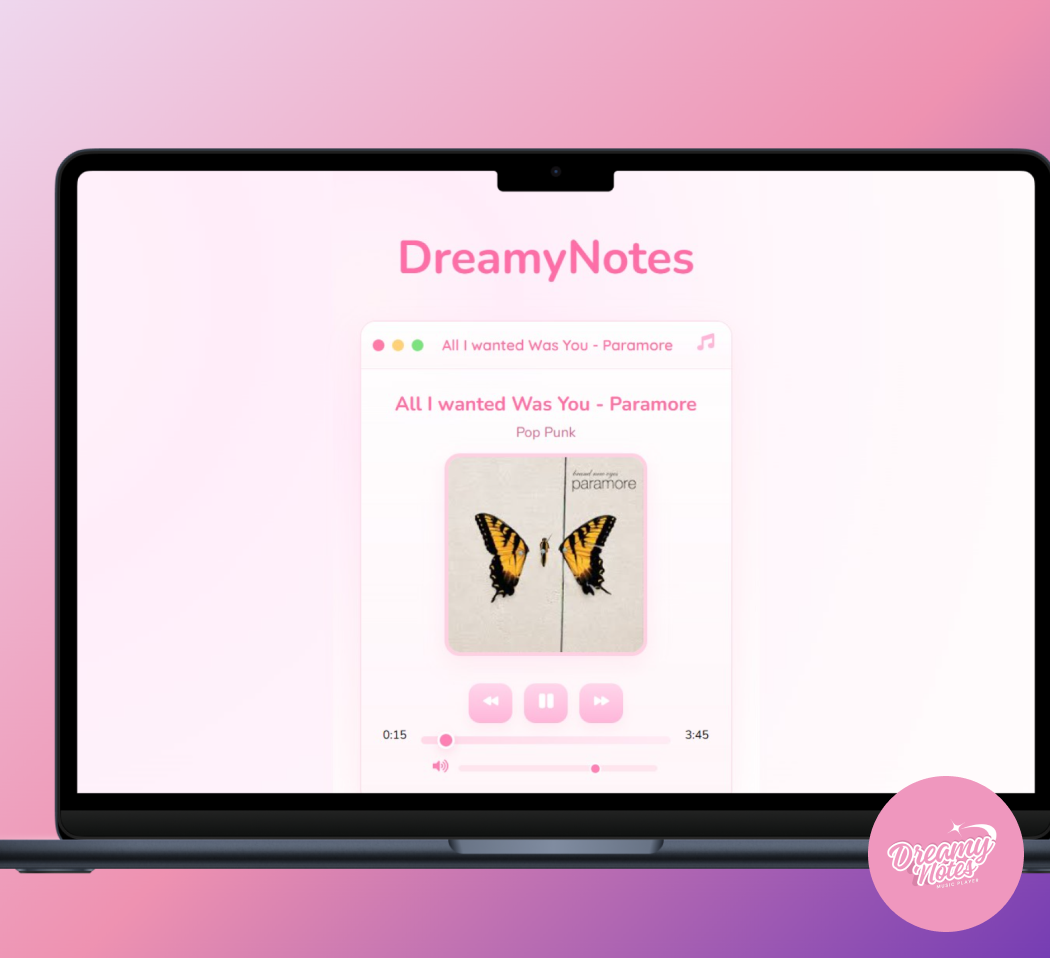 DreamyNotes
All I wanted Was You - Paramore
All I wanted Was You - Paramore
Pop Punk
brand new eyes
paramore
0:15
3:45
Dreamy
Notes
MUSIC PLAYER